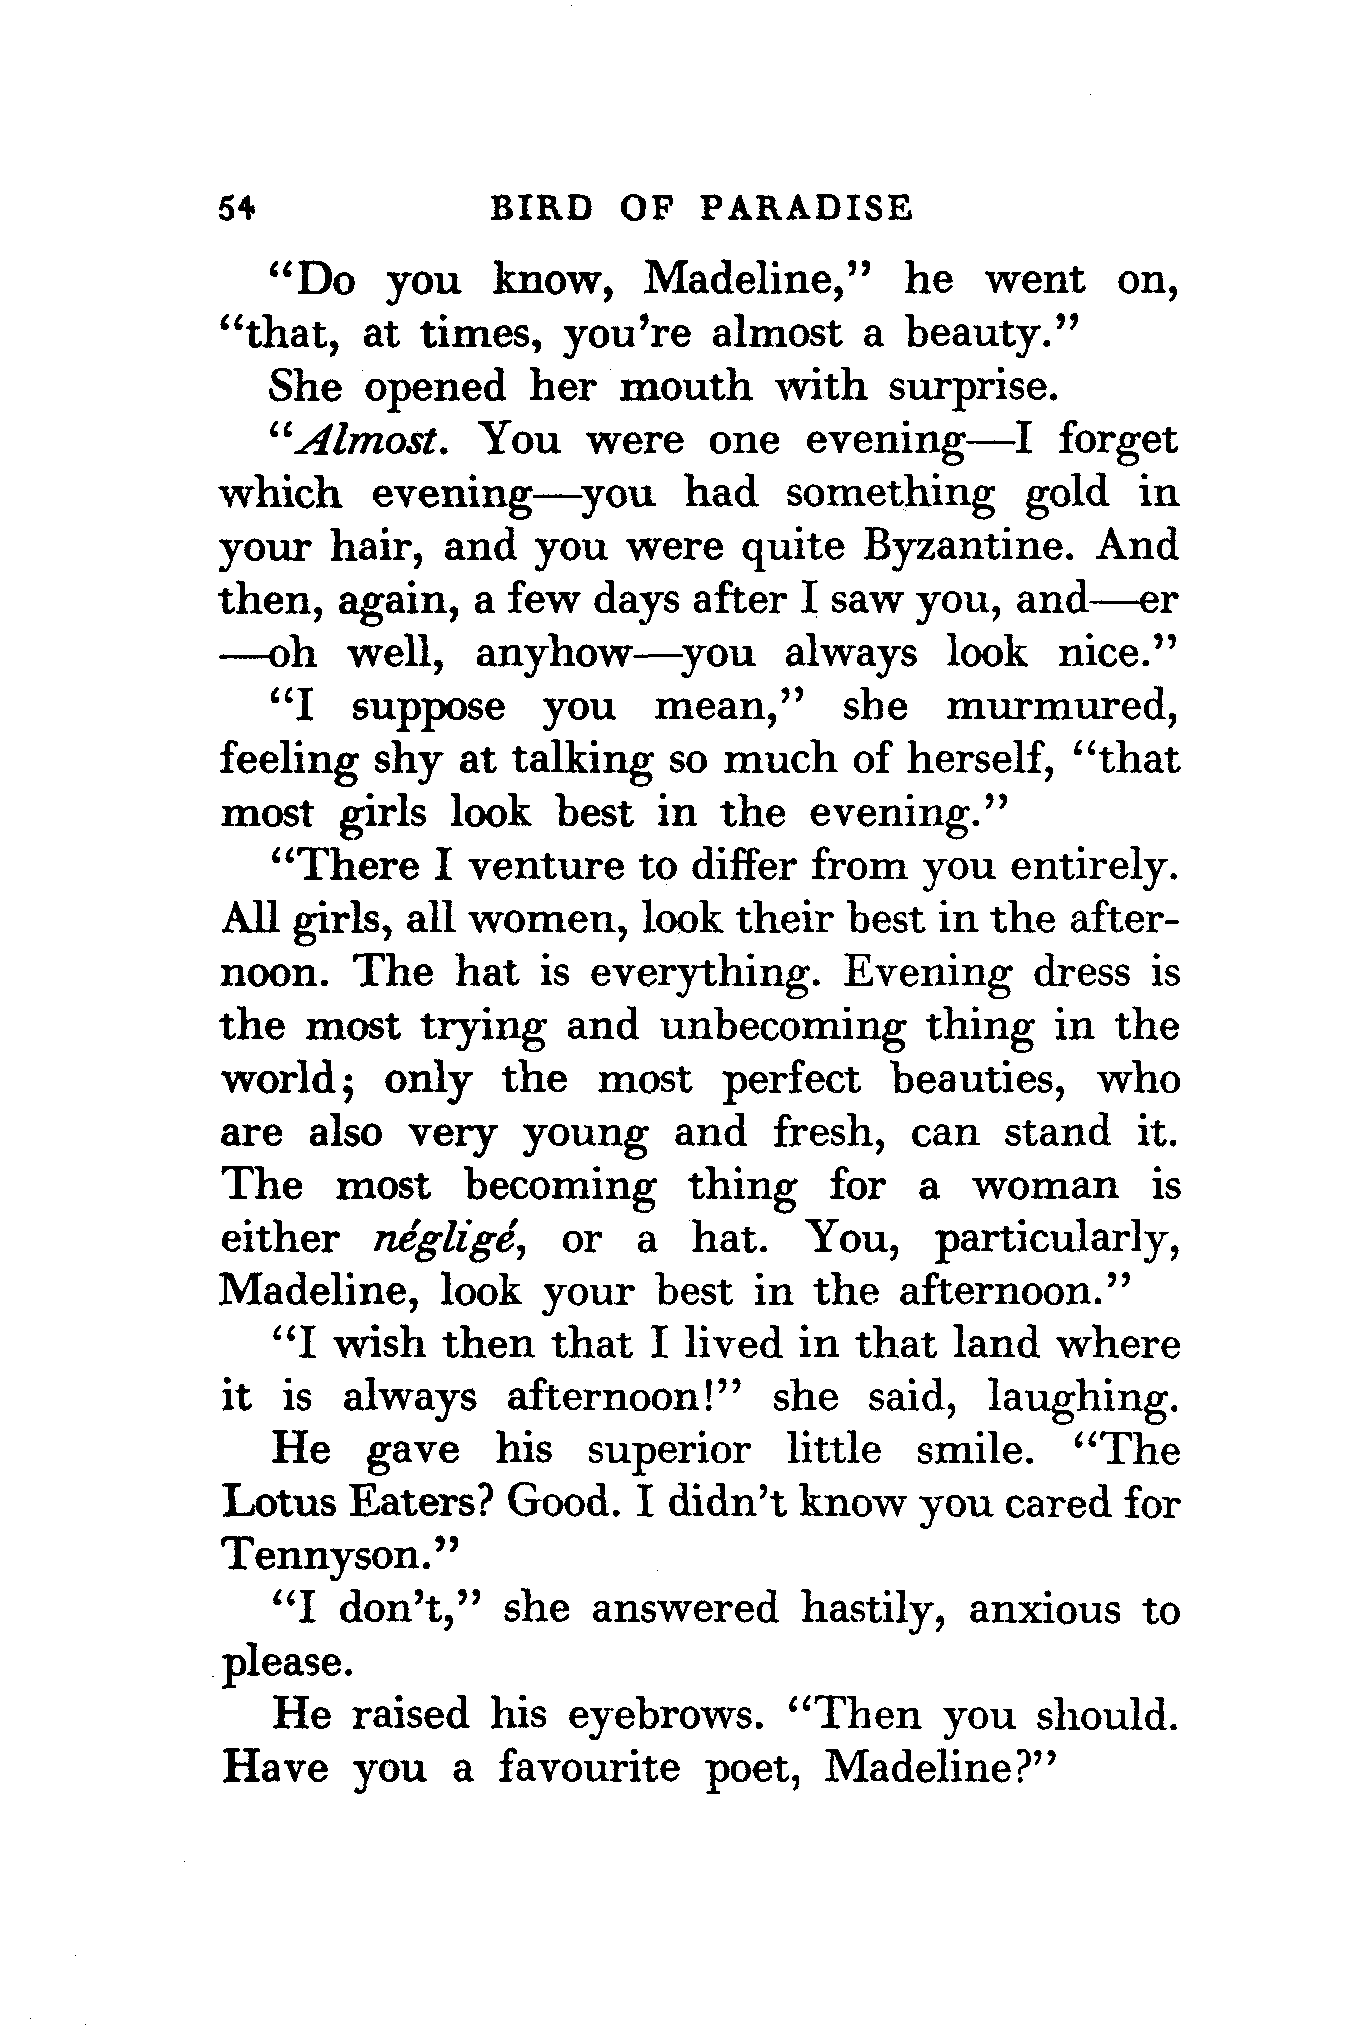 54 BIRD OF PARADISE
“Do you know, Madeline,” he went on,
“that, at times, you’re almost a beauty.”
She opened her mouth with surprise.
“Almost. You were one evening—I forget
which evening—you had something gold in
your hair, and you were quite Byzantine. And
then, again, a few days after I saw you, and—er
—oh well, anyhow—you always look nice.”
“I suppose you mean,” she murmured,
feeling shy at talking so much of herself, “that
most girls look best in the evening.”
“There I venture to differ from you entirely.
All girls, all women, look their best in the after-
noon. The hat is everything. Evening dress is
the most trying and unbecoming thing in the
world; only the most perfect beauties, who
are also very young and fresh, can stand it.
The most becoming thing for a woman is
either négligé, or a hat. You, particularly,
Madeline, look your best in the afternoon.”
“I wish then that I lived in that land where
it is always afternoon!” she said, laughing.
He gave his superior little smile. “The
Lotus Eaters? Good. I didn’t know you cared for
Tennyson.”
“I don’t,” she answered hastily, anxious to
please.
He raised his eyebrows. “Then you should.
Have you a favourite poet, Madeline?”